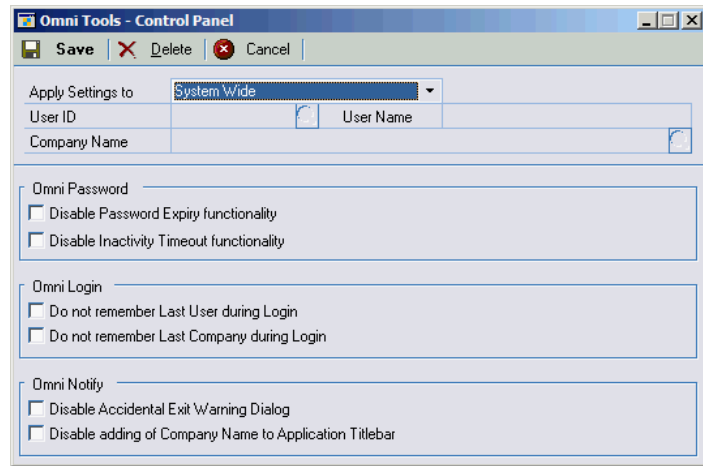 Omni Tools - Control Panel
Save Delete Cancel
Apply Settings to System Wide
User ID User Name
Company Name
Omni Password
Disable Password Expiry functionality
Disable Inactivity Timeout functionality
Omni Login
Do not remember Last User during Login
Do not remember Last Company during Login
Omni Notify
Disable Accidental Exit Warning Dialog
Disable adding of Company Name to Application Titlebar